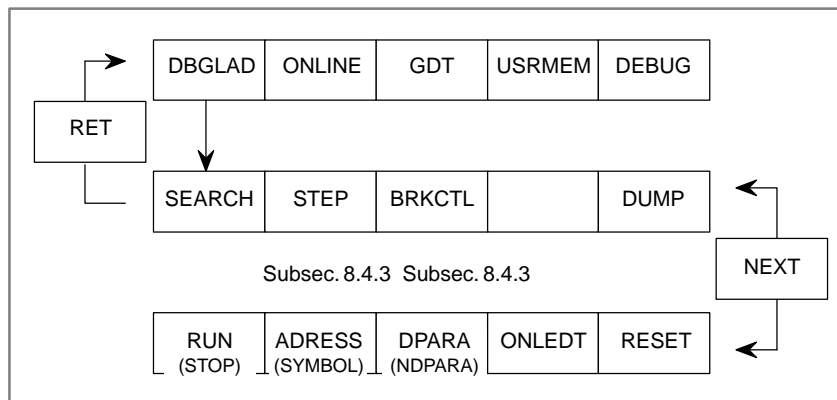 DBGLAD ONLINE GDT USRMEM DEBUG
RET
SEARCH STEP BRKCTL DUMP
NEXT
Subsec. 8.4.3 Subsec. 8.4.3
RUN ADRESS DPARA ONLEDT RESET
(STOP) (SYMBOL) (NDPARA)